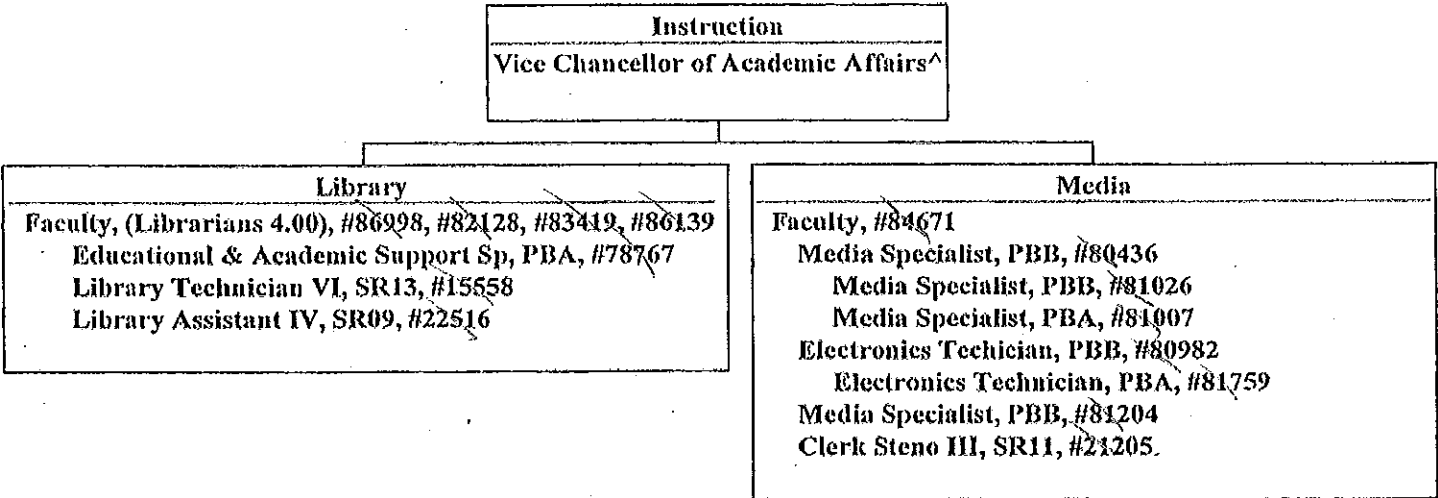 Instruction
Vice Chancellor of Academic Affairs^
Library
Faculty, (Librarians 4.00), #86998, #82128, #83419, #86139
Educational & Academic Support Sp, PBA, #78767
Library Technician VI, SR13, #15558
Library Assistant IV, SR09, #22516
Media
Faculty, #84671
Media Specialist, PBB, #80436
Media Specialist, PBB, #81026
Media Specialist, PBA, #81007
Electronics Techician, PBB, #80982
Electronics Technician, PBA, #81759
Media Specialist, PBB, #81204
Clerk Steno III, SR11, #21205